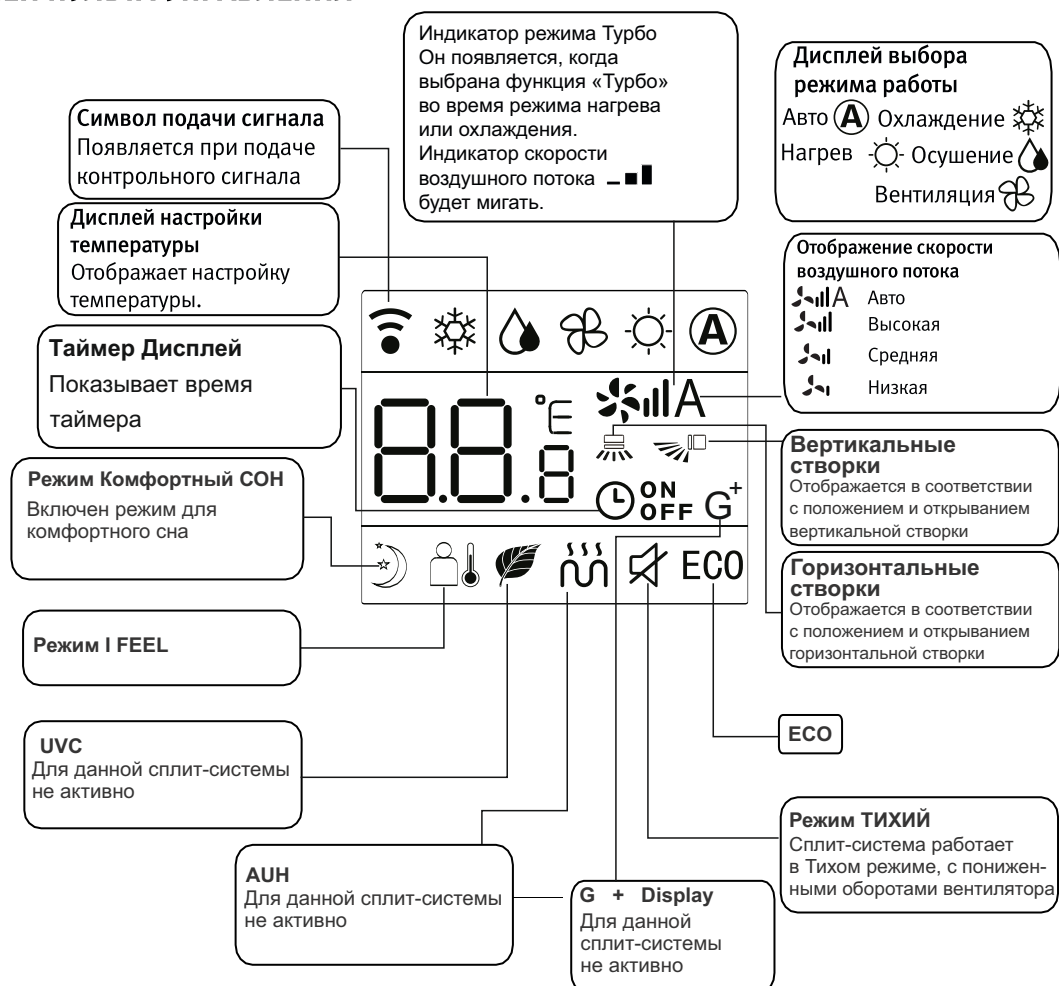 Индикатор режима Турбо
Он появляется, когда
выбрана функция «Турбо»
во время режима нагрева
или охлаждения.
Индикатор скорости
воздушного потока
будет мигать.
Дисплей выбора
режима работы
Авто A Охлаждение
Нагрев Осушение
Вентиляция
Символ подачи сигнала
Появляется при подаче
контрольного сигнала
Дисплей настройки
температуры
Отображает настройку
температуры.
Отображение скорости
воздушного потока
A Авто
Высокая
Средняя
Низкая
Таймер Дисплей
Показывает время
таймера
A
88.8 °E A
ON
OFF G+
ECO
Вертикальные
створки
Отображается в соответствии
с положением и открыванием
вертикальной створки
Режим Комфортный СОН
Включен режим для
комфортного сна
Горизонтальные
створки
Отображается в соответствии
с положением и открыванием
горизонтальной створки
Режим I FEEL
UVC
Для данной сплит-системы
не активно
ECO
Режим ТИХИЙ
Сплит-система работает
в Тихом режиме, с понижен-
ными оборотами вентилятора
AUH
Для данной сплит-системы
не активно
G + Display
Для данной
сплит-системы
не активно